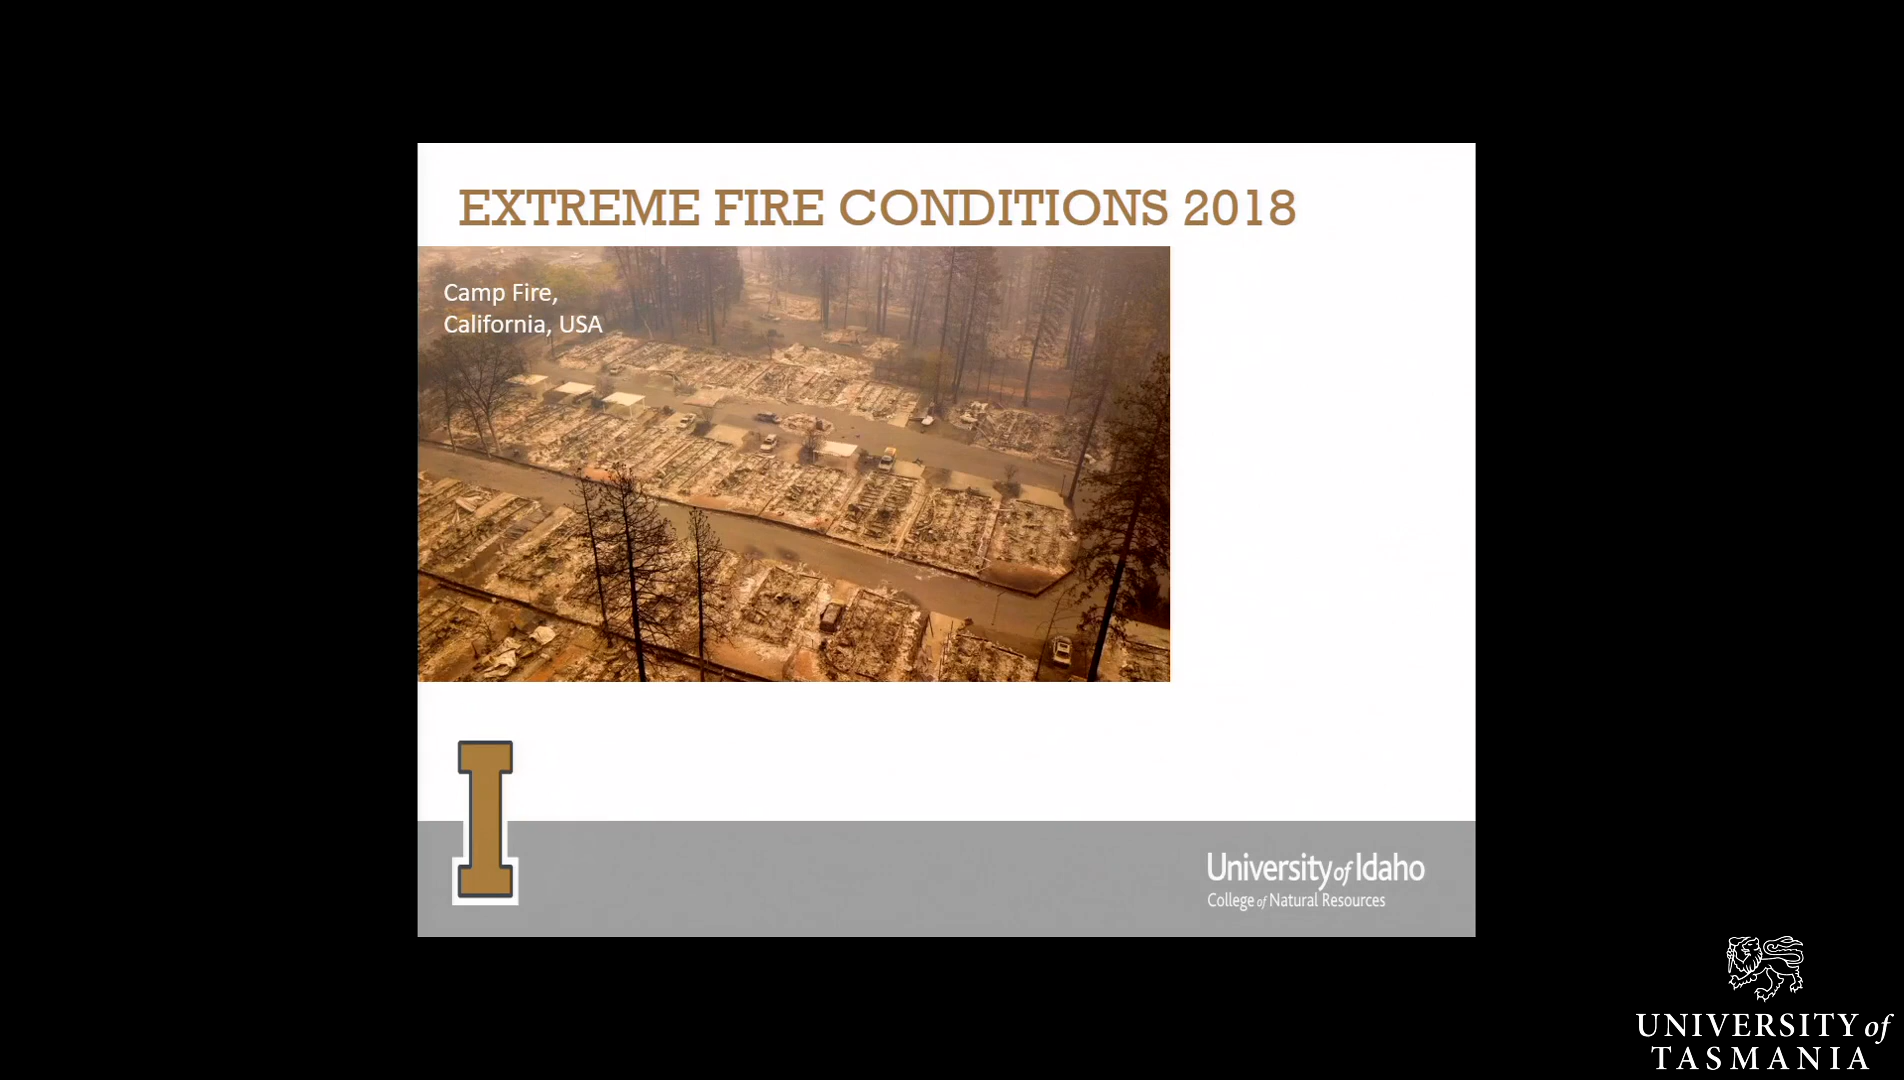 EXTREME FIRE CONDITIONS 2018
Camp Fire,
California, USA
I
University of Idaho
College of Natural Resources
UNIVERSITY of
TASMANIA